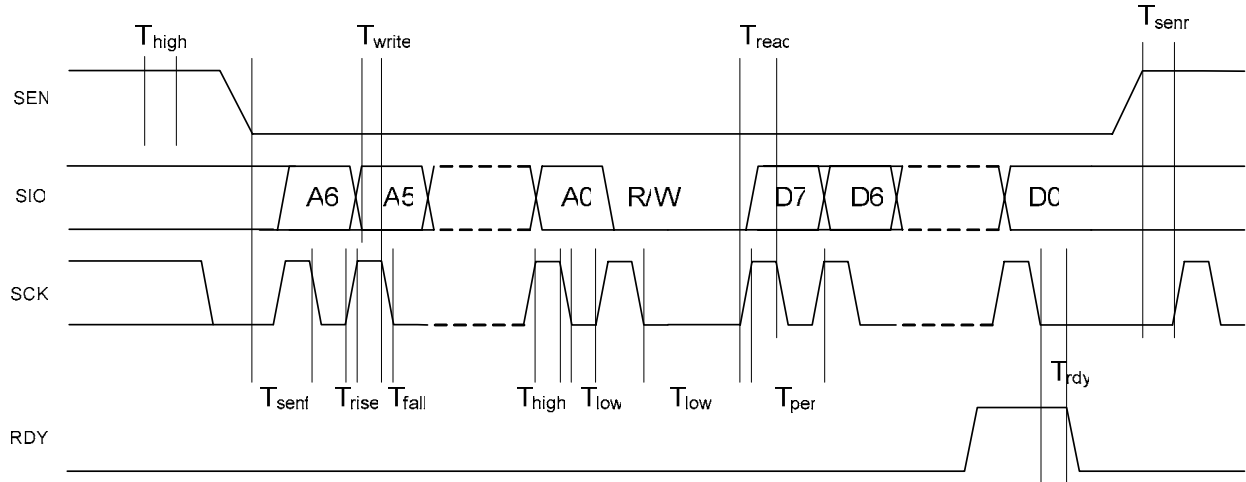 Thigh Twrite Treac Tsenr
SEN
SIO A6 A5 A0 R/W D7 D6 D0
SCK
Tsenf Trise Tfall Thigh Tlow Tlow Tper Trdy
RDY